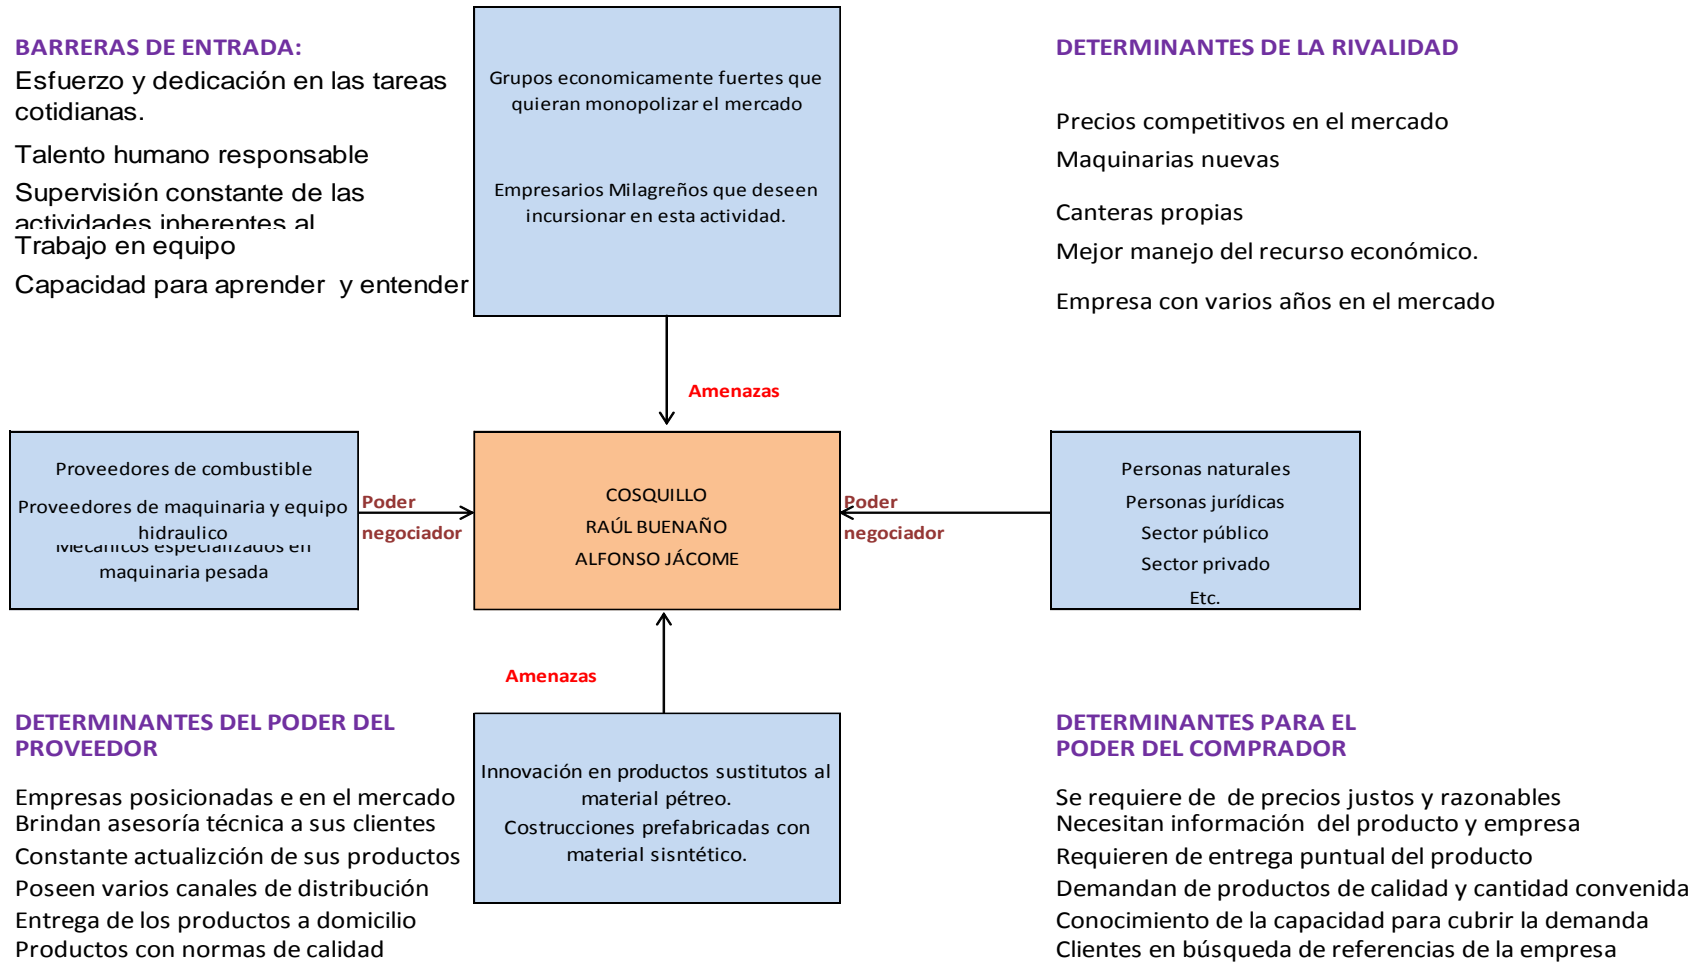 BARRERAS DE ENTRADA:
Esfuerzo y dedicación en las tareas
cotidianas.
Talento humano responsable
Supervisión constante de las
actividades inherentes al
Trabajo en equipo
Capacidad para aprender y entender
Grupos economicamente fuertes que
quieran monopolizar el mercado
Empresarios Milagreños que deseen
incursionar en esta actividad.
DETERMINANTES DE LA RIVALIDAD
Precios competitivos en el mercado
Maquinarias nuevas
Canteras propias
Mejor manejo del recurso económico.
Empresa con varios años en el mercado
Amenazas
Proveedores de combustible
Proveedores de maquinaria y equipo
hidraulico
Mecánicos especializados en
maquinaria pesada
Poder
negociador
COSQUILLO
RAÚL BUENAÑO
ALFONSO JÁCOME
Poder
negociador
Personas naturales
Personas jurídicas
Sector público
Sector privado
Etc.
Amenazas
DETERMINANTES DEL PODER DEL
PROVEEDOR
Empresas posicionadas e en el mercado
Brindan asesoría técnica a sus clientes
Constante actualizción de sus productos
Poseen varios canales de distribución
Entrega de los productos a domicilio
Productos con normas de calidad
Innovación en productos sustitutos al
material pétreo.
Costrucciones prefabricadas con
material sisntético.
DETERMINANTES PARA EL
PODER DEL COMPRADOR
Se requiere de de precios justos y razonables
Necesitan información del producto y empresa
Requieren de entrega puntual del producto
Demandan de productos de calidad y cantidad convenida
Conocimiento de la capacidad para cubrir la demanda
Clientes en búsqueda de referencias de la empresa